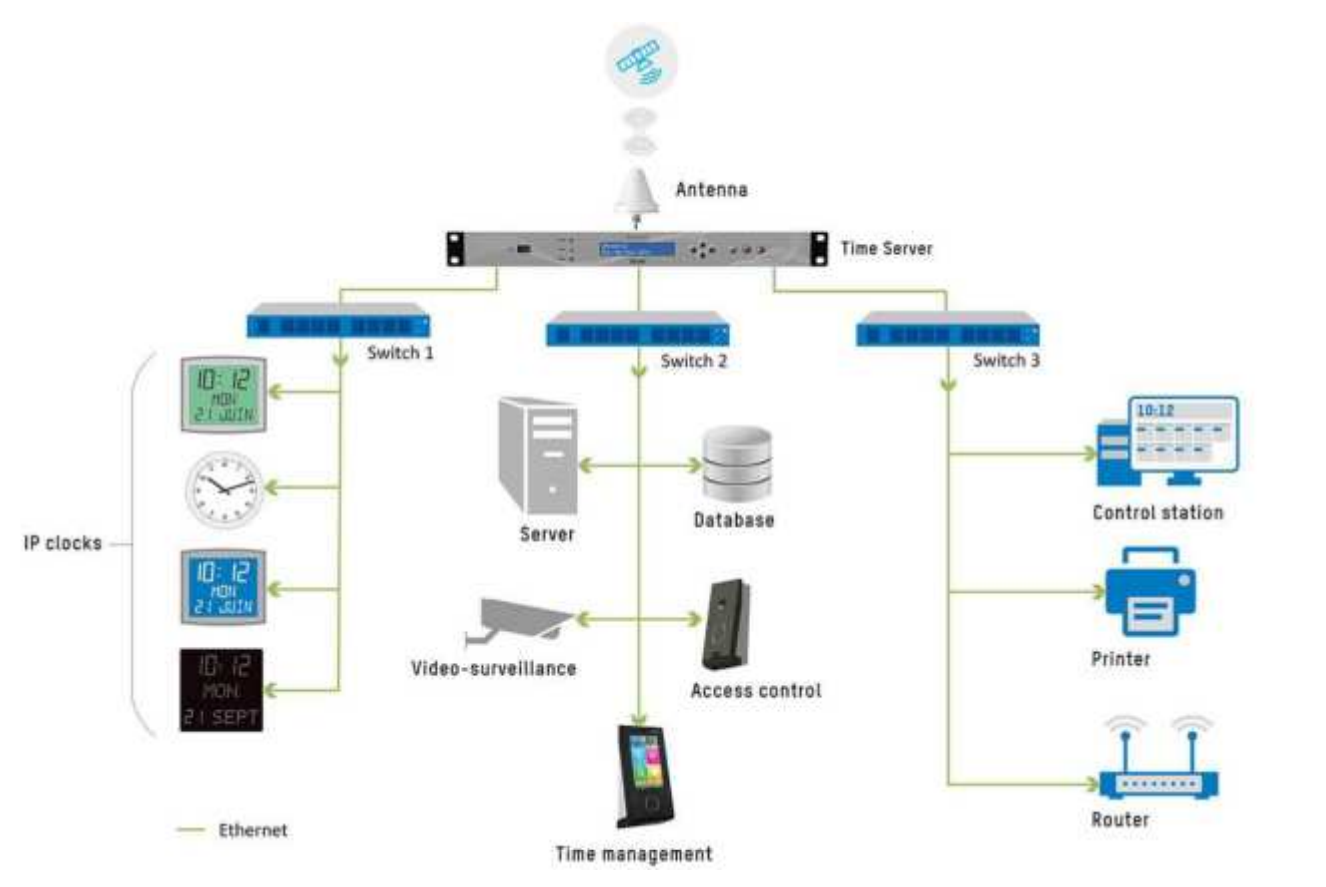 Antenna
Time Server
Switch 1
Switch 2
Switch 3
10:12
MON
21 JUIN
10:12
IP clocks
10:12
MON
21 JUIN
10:12
MON
21 SEPT
Server
Database
Video-surveillance
Access control
Time management
Control station
Printer
Router
Ethernet